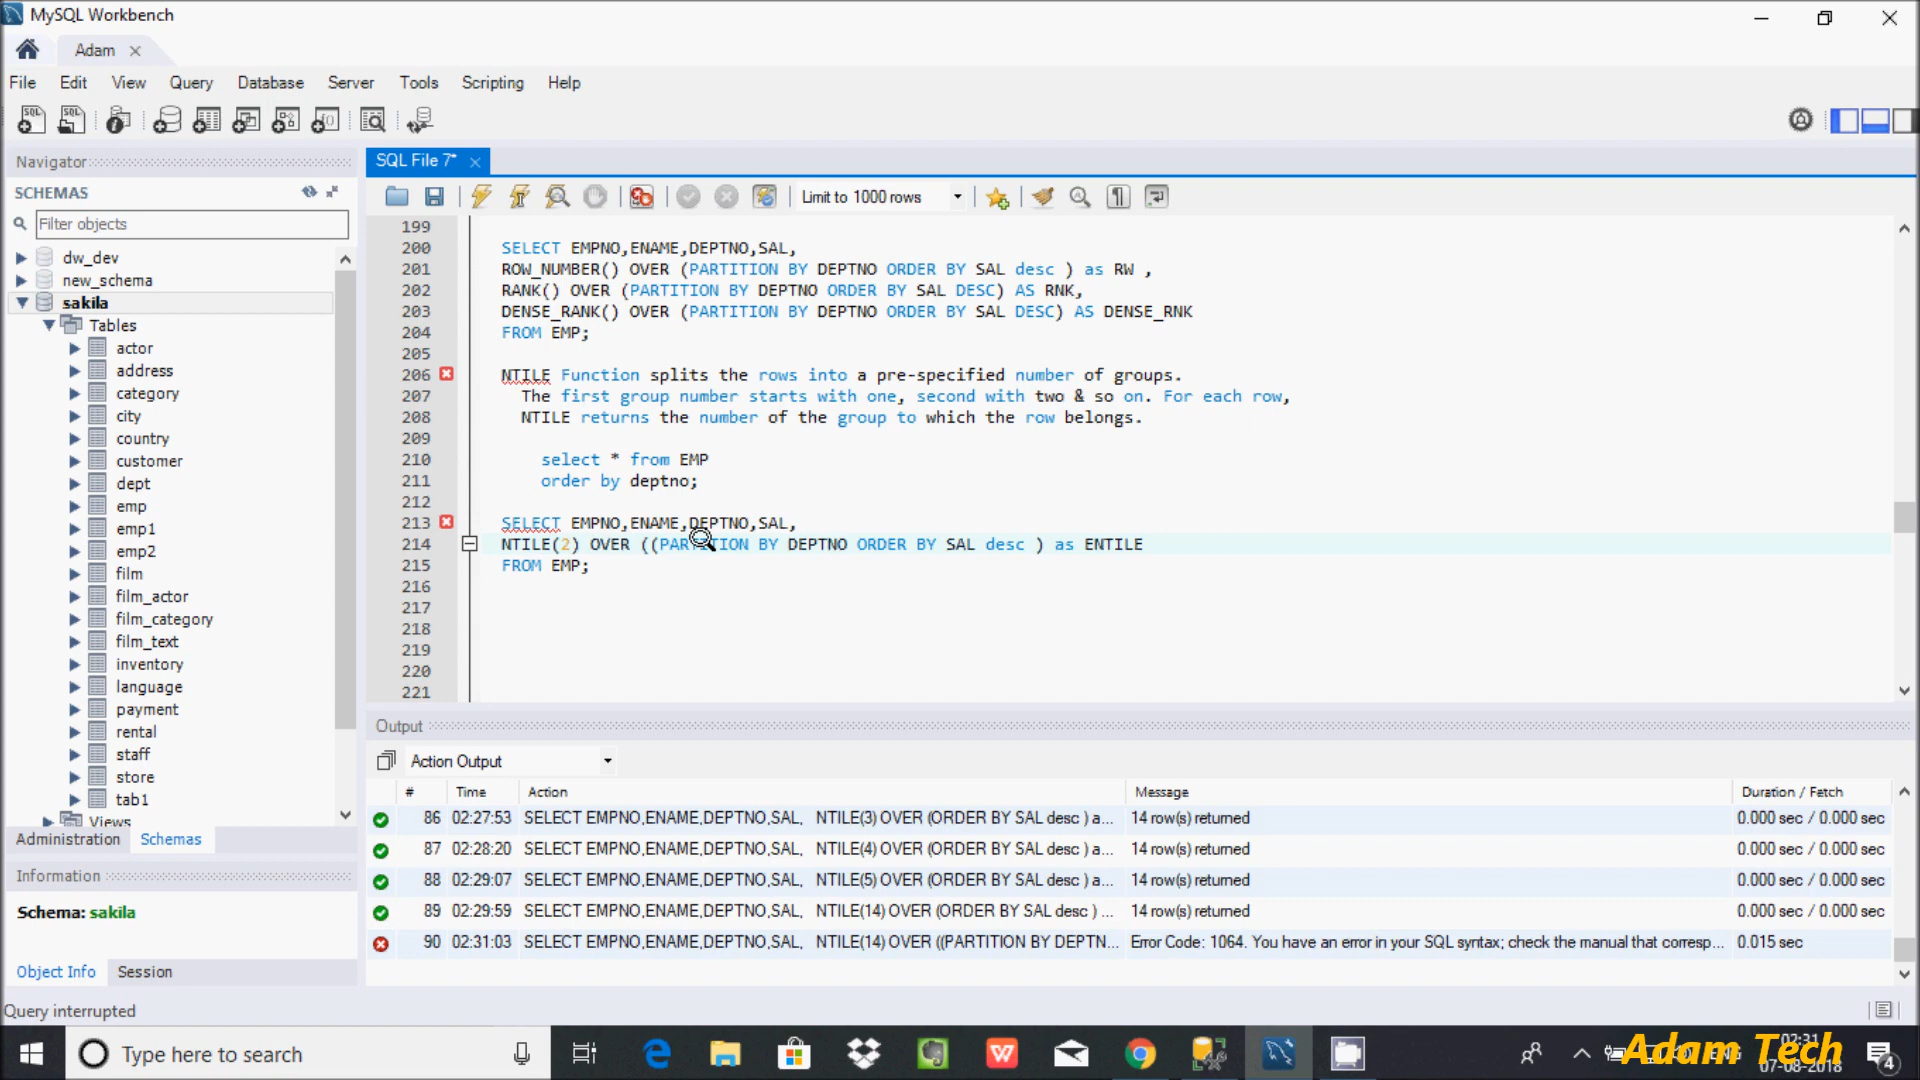 MySQL Workbench
Adam
File Edit View Query Database Server Tools Scripting Help
Navigator
SCHEMAS
Filter objects
dw_dev
new_schema
sakila
Tables
actor
address
category
city
country
customer
dept
emp
emp1
emp2
film
film_actor
film_category
film_text
inventory
language
payment
rental
staff
store
tab1
Views
Administration Schemas
Information
Schema: sakila
Object Info Session
Query interrupted
SQL File 7*
Limit to 1000 rows
199
200 SELECT EMPNO,ENAME,DEPTNO,SAL,
201 ROW_NUMBER() OVER (PARTITION BY DEPTNO ORDER BY SAL desc ) as RW ,
202 RANK() OVER (PARTITION BY DEPTNO ORDER BY SAL DESC) AS RNK,
203 DENSE_RANK() OVER (PARTITION BY DEPTNO ORDER BY SAL DESC) AS DENSE_RNK
204 FROM EMP;
205
206 NTILE Function splits the rows into a pre-specified number of groups.
207 The first group number starts with one, second with two & so on. For each row,
208 NTILE returns the number of the group to which the row belongs.
209
210 select * from EMP
211 order by deptno;
212
213 SELECT EMPNO,ENAME,DEPTNO,SAL,
214 NTILE(2) OVER ((PARTITION BY DEPTNO ORDER BY SAL desc ) as ENTILE
215 FROM EMP;
216
217
218
219
220
221
Output
Action Output
# Time Action Message Duration / Fetch
86 02:27:53 SELECT EMPNO,ENAME,DEPTNO,SAL, NTILE(3) OVER (ORDER BY SAL desc ) a... 14 row(s) returned 0.000 sec / 0.000 sec
87 02:28:20 SELECT EMPNO,ENAME,DEPTNO,SAL, NTILE(4) OVER (ORDER BY SAL desc ) a... 14 row(s) returned 0.000 sec / 0.000 sec
88 02:29:07 SELECT EMPNO,ENAME,DEPTNO,SAL, NTILE(5) OVER (ORDER BY SAL desc ) a... 14 row(s) returned 0.000 sec / 0.000 sec
89 02:29:59 SELECT EMPNO,ENAME,DEPTNO,SAL, NTILE(14) OVER (ORDER BY SAL desc ) ... 14 row(s) returned 0.000 sec / 0.000 sec
90 02:31:03 SELECT EMPNO,ENAME,DEPTNO,SAL, NTILE(14) OVER ((PARTITION BY DEPTN... Error Code: 1064. You have an error in your SQL syntax; check the manual that corresp... 0.015 sec
Type here to search
02:31
Adam Tech
07-08-2018
4